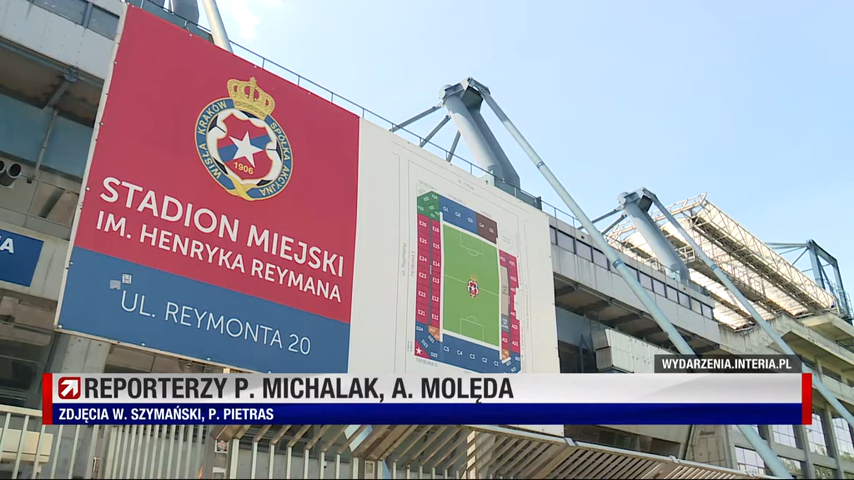 WISŁA KRAKÓW SPÓŁKA AKCYJNA
1906
STADION MIEJSKI
IM. HENRYKA REYMANA
UL. REYMONTA 20
WYDARZENIA.INTERIA.PL
REPORTERZY P. MICHALAK, A. MOLĘDA
ZDJĘCIA W. SZYMAŃSKI, P. PIETRAS